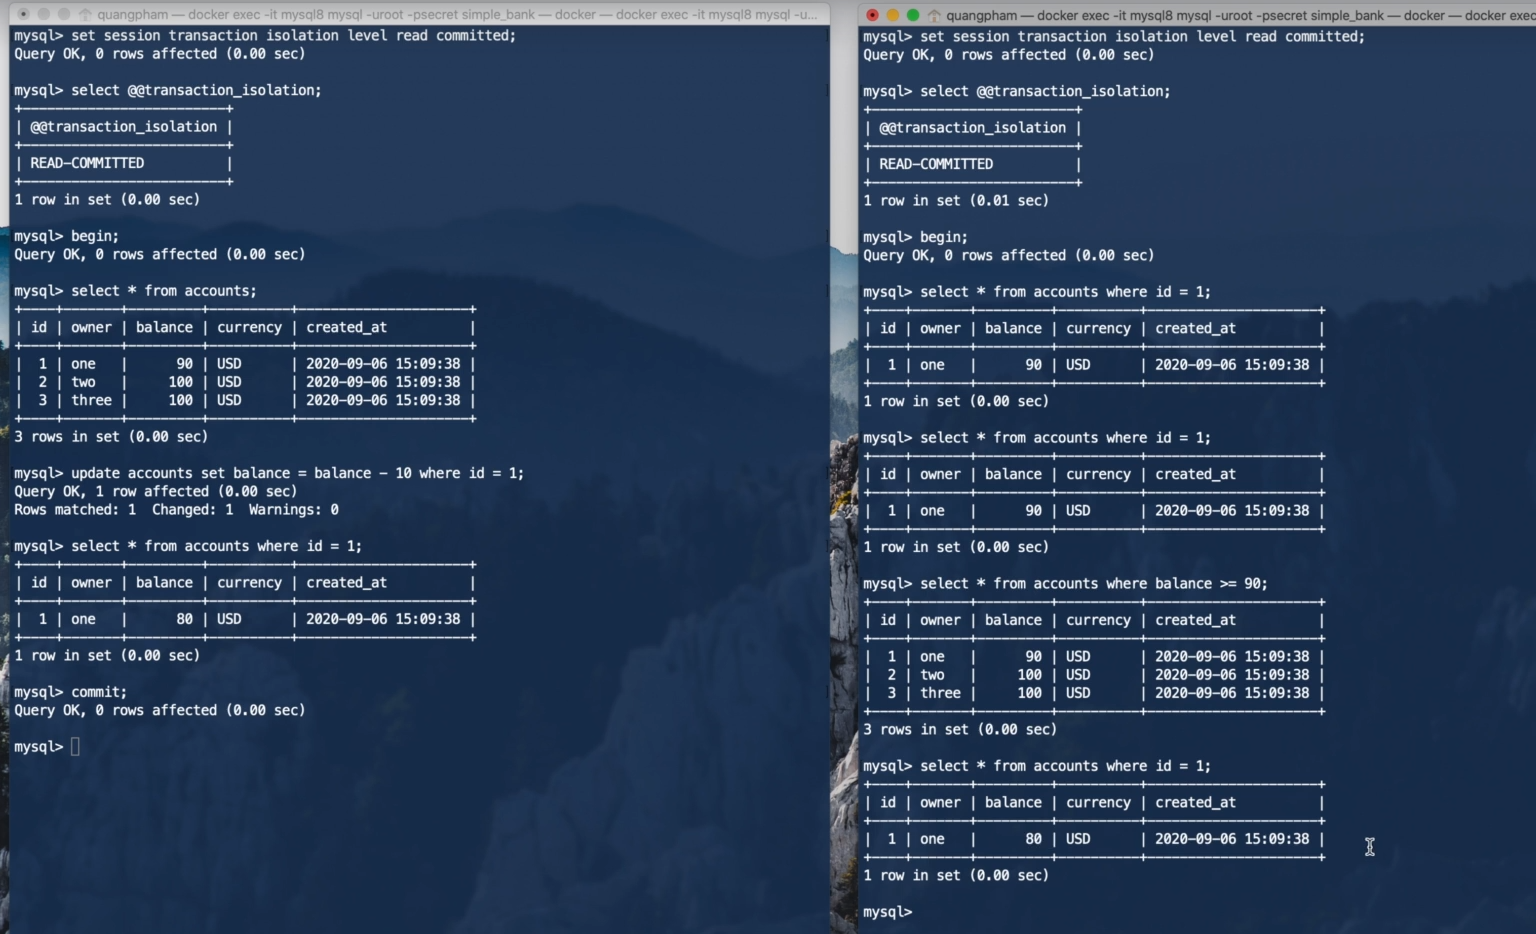 quangpham — docker exec -it mysql8 mysql -uroot -psecret simple_bank — docker — docker exec -it mysql8 mysql -u...
mysql> set session transaction isolation level read committed;
Query OK, 0 rows affected (0.00 sec)
mysql> select @@transaction_isolation;
+-------------------------+
| @@transaction_isolation |
+-------------------------+
| READ-COMMITTED          |
+-------------------------+
1 row in set (0.00 sec)
mysql> begin;
Query OK, 0 rows affected (0.00 sec)
mysql> select * from accounts;
+----+-------+---------+----------+---------------------+
| id | owner | balance | currency | created_at          |
+----+-------+---------+----------+---------------------+
|  1 | one   |      90 | USD      | 2020-09-06 15:09:38 |
|  2 | two   |     100 | USD      | 2020-09-06 15:09:38 |
|  3 | three |     100 | USD      | 2020-09-06 15:09:38 |
+----+-------+---------+----------+---------------------+
3 rows in set (0.00 sec)
mysql> update accounts set balance = balance - 10 where id = 1;
Query OK, 1 row affected (0.00 sec)
Rows matched: 1  Changed: 1  Warnings: 0
mysql> select * from accounts where id = 1;
+----+-------+---------+----------+---------------------+
| id | owner | balance | currency | created_at          |
+----+-------+---------+----------+---------------------+
|  1 | one   |      80 | USD      | 2020-09-06 15:09:38 |
+----+-------+---------+----------+---------------------+
1 row in set (0.00 sec)
mysql> commit;
Query OK, 0 rows affected (0.00 sec)
mysql>
quangpham — docker exec -it mysql8 mysql -uroot -psecret simple_bank — docker — docker exec
mysql> set session transaction isolation level read committed;
Query OK, 0 rows affected (0.00 sec)
mysql> select @@transaction_isolation;
+-------------------------+
| @@transaction_isolation |
+-------------------------+
| READ-COMMITTED          |
+-------------------------+
1 row in set (0.01 sec)
mysql> begin;
Query OK, 0 rows affected (0.00 sec)
mysql> select * from accounts where id = 1;
+----+-------+---------+----------+---------------------+
| id | owner | balance | currency | created_at          |
+----+-------+---------+----------+---------------------+
|  1 | one   |      90 | USD      | 2020-09-06 15:09:38 |
+----+-------+---------+----------+---------------------+
1 row in set (0.00 sec)
mysql> select * from accounts where id = 1;
+----+-------+---------+----------+---------------------+
| id | owner | balance | currency | created_at          |
+----+-------+---------+----------+---------------------+
|  1 | one   |      90 | USD      | 2020-09-06 15:09:38 |
+----+-------+---------+----------+---------------------+
1 row in set (0.00 sec)
mysql> select * from accounts where balance >= 90;
+----+-------+---------+----------+---------------------+
| id | owner | balance | currency | created_at          |
+----+-------+---------+----------+---------------------+
|  1 | one   |      90 | USD      | 2020-09-06 15:09:38 |
|  2 | two   |     100 | USD      | 2020-09-06 15:09:38 |
|  3 | three |     100 | USD      | 2020-09-06 15:09:38 |
+----+-------+---------+----------+---------------------+
3 rows in set (0.00 sec)
mysql> select * from accounts where id = 1;
+----+-------+---------+----------+---------------------+
| id | owner | balance | currency | created_at          |
+----+-------+---------+----------+---------------------+
|  1 | one   |      80 | USD      | 2020-09-06 15:09:38 |
+----+-------+---------+----------+---------------------+
1 row in set (0.00 sec)
mysql>